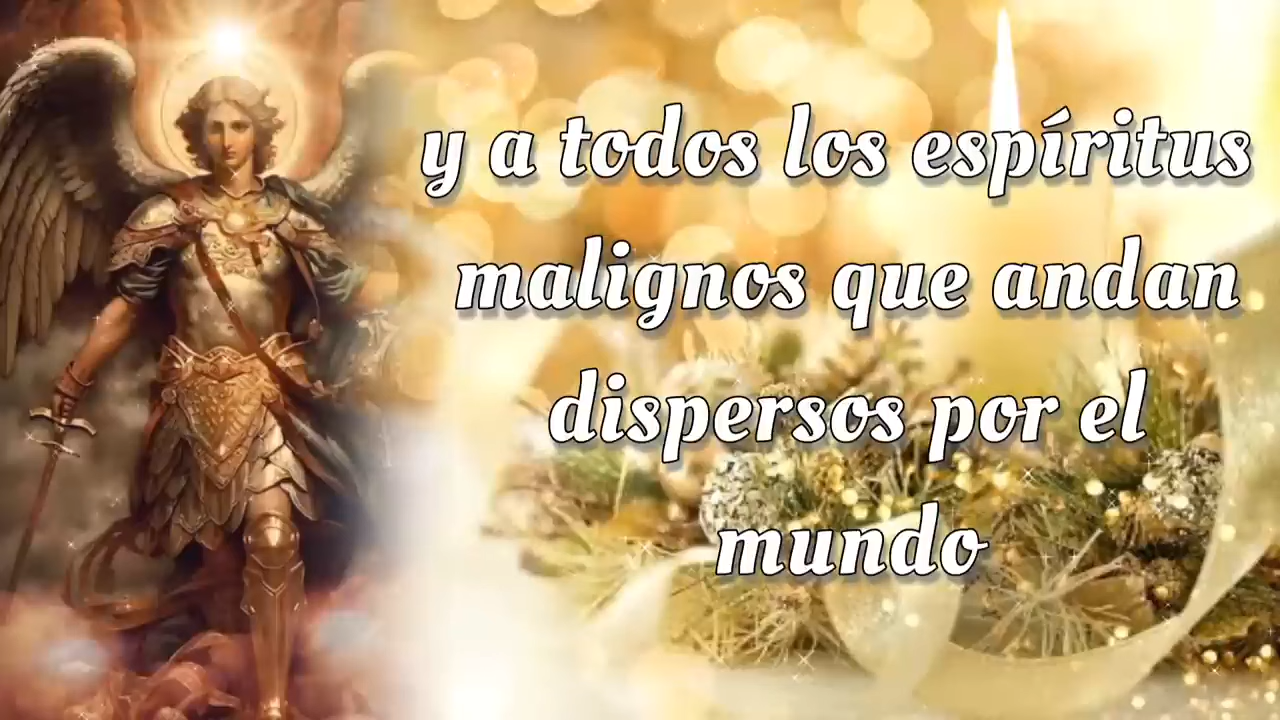 y a todos los espíritus
malignos que andan
dispersos por el
mundo